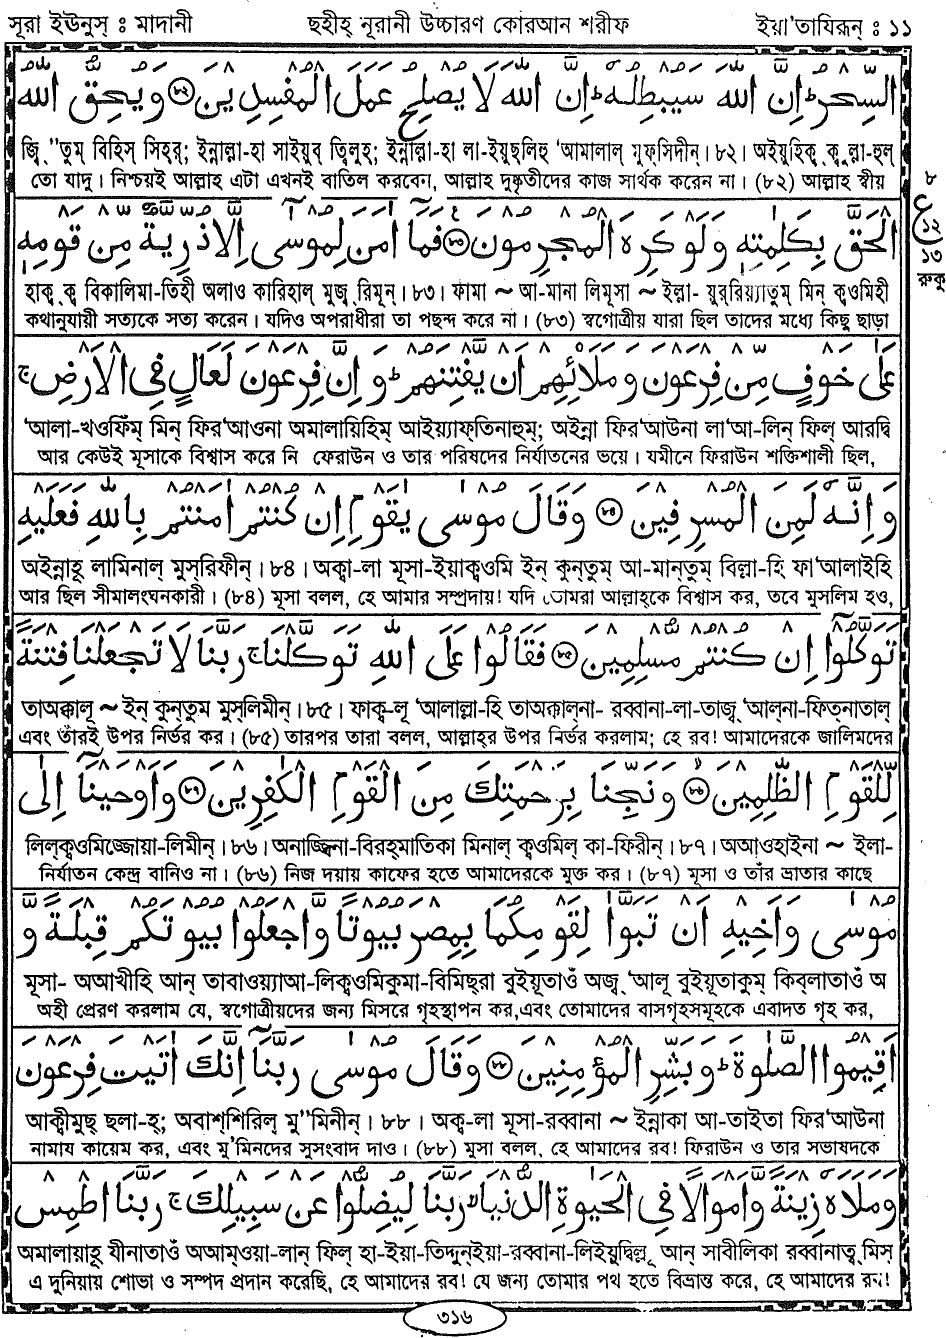 সূরা ইউনুস্ : মাদানী
ছহীহ্ নূরানী উচ্চারণ কোরআন শরীফ
ইয়া'তাযিরূন্ : ১১
السِّحْرُ ۙ اِنَّ اللّٰهَ سَيُبْطِلُهٗ ؕ اِنَّ اللّٰهَ لَا يُصْلِحُ عَمَلَ الْمُفْسِدِيْنَ ﴿۸۱﴾ وَيُحِقُّ اللّٰهُ
জ্বি''তুম্ বিহিস্ সিহর্; ইন্নাল্লা-হা সাইয়ুব্ ত্বিলুহ্; ইন্নাল্লা-হা লা-ইয়ুছলিহু 'আমালাল্ মুফ্সিদীন্। ৮২। অইয়ুহিক্ব্ ক্বুল্লা-হুল্
তো যাদু। নিশ্চয়ই আল্লাহ এটা এখনই বাতিল করবেন, আল্লাহ দুষ্কৃতীদের কাজ সার্থক করেন না। (৮২) আল্লাহ স্বীয়
الْحَقَّ بِكَلِمٰتِهٖ وَلَوْ كَرِهَ الْمُجْرِمُوْنَ ﴿۸۲﴾ فَمَاۤ اٰمَنَ لِمُوْسٰۤى اِلَّا ذُرِّيَّةٌ مِّنْ قَوْمِهٖ
হাক্ব্ ক্ব বিকালিমা-তিহী অলাও কারিহাল্ মুজ্ব্ রিমূন্। ৮৩। ফামা ~ আ-মানা লিমূসা ~ ইল্লা- যুর্‌রিয়্যাতুম্ মিন্ ক্বওমিহী
কথানুযায়ী সত্যকে সত্য করেন। যদিও অপরাধীরা তা পছন্দ করে না। (৮৩) স্বগোত্রীয় যারা ছিল তাদের মধ্যে কিছু ছাড়া
عَلٰى خَوْفٍ مِّنْ فِرْعَوْنَ وَمَلَا۟ئِهِمْ اَنْ يَّفْتِنَهُمْ ؕ وَاِنَّ فِرْعَوْنَ لَعَالٍ فِى الْاَرْضِ ۚ
'আলা-খওফিঁম্ মিন্ ফির'আওনা অমালায়িহিম্ আইয়্যাফ্তিনাহুম্; অইন্না ফির'আউনা লা'আ-লিন্ ফিল্ আরদ্বি
আর কেউই মূসাকে বিশ্বাস করে নি ফেরাউন ও তার পরিষদের নির্যাতনের ভয়ে। যমীনে ফিরাউন শক্তিশালী ছিল,
وَاِنَّهٗ لَمِنَ الْمُسْرِفِيْنَ ﴿۸۳﴾ وَقَالَ مُوْسٰى يٰقَوْمِ اِنْ كُنْتُمْ اٰمَنْتُمْ بِاللّٰهِ فَعَلَيْهِ
অইন্নাহূ লামিনাল্ মুস্‌রিফীন্। ৮৪। অক্বা-লা মূসা-ইয়াক্বওমি ইন্ কুন্‌তুম্ আ-মান্‌তুম্ বিল্লা-হি ফা'আলাইহি
আর ছিল সীমালংঘনকারী। (৮৪) মূসা বলল, হে আমার সম্প্রদায়! যদি তোমরা আল্লাহকে বিশ্বাস কর, তবে মুসলিম হও,
تَوَكَّلُوْۤا اِنْ كُنْتُمْ مُّسْلِمِيْنَ ﴿۸۴﴾ فَقَالُوْا عَلَى اللّٰهِ تَوَكَّلْنَا ۚ رَبَّنَا لَا تَجْعَلْنَا فِتْنَةً
তাঅক্কালূ ~ ইন্ কুন্‌তুম মুস্‌লিমীন্। ৮৫। ফাক্ব-লূ 'আলাল্লা-হি তাঅক্কাল্‌না- রব্বানা-লা-তাজ্ব্ 'আল্‌না-ফিত্‌নাতাল্
এবং তাঁরই উপর নির্ভর কর। (৮৫) তারপর তারা বলল, আল্লাহর উপর নির্ভর করলাম; হে রব! আমাদেরকে জালিমদের
لِّلْقَوْمِ الظّٰلِمِيْنَ ﴿۸۵﴾ وَنَجِّنَا بِرَحْمَتِكَ مِنَ الْقَوْمِ الْكٰفِرِيْنَ ﴿۸۶﴾ وَاَوْحَيْنَاۤ اِلٰى
লিল্‌ক্বওমিজ্জোয়া-লিমীন্। ৮৬। অনাজ্জ্বিনা-বিরহ্‌মাতিকা মিনাল্ ক্বওমিল্ কা-ফিরীন্। ৮৭। অআওহাইনা ~ ইলা-
নির্যাতন কেন্দ্র বানিও না। (৮৬) নিজ দয়ায় কাফের হতে আমাদেরকে মুক্ত কর। (৮৭) মূসা ও তাঁর ভ্রাতার কাছে
مُوْسٰى وَاَخِيْهِ اَنْ تَبَوَّاٰ لِقَوْمِكُمَا بِمِصْرَ بُيُوْتًا وَّاجْعَلُوْا بُيُوْتَكُمْ قِبْلَةً وَّ
মূসা- অআখীহি আন্ তাবাওয়্যাআ-লিক্বওমিকুমা-বিমিছ্‌রা বুইয়ূতাওঁ অজ্ব্ 'আলূ বুইয়ূতাকুম্ কিব্‌লাতাওঁ অ
অহী প্রেরণ করলাম যে, স্বগোত্রীয়দের জন্য মিসরে গৃহস্থাপন কর,এবং তোমাদের বাসগৃহসমূহকে এবাদত গৃহ কর,
اَقِيْمُوا الصَّلٰوةَ ؕ وَبَشِّرِ الْمُؤْمِنِيْنَ ﴿۸۷﴾ وَقَالَ مُوْسٰى رَبَّنَاۤ اِنَّكَ اٰتَيْتَ فِرْعَوْنَ
আক্বীমুছ্ ছলা-হ্; অবাশ্‌শিরিল্ মু''মিনীন্। ৮৮। অক্ব-লা মূসা-রব্বানা ~ ইন্নাকা আ-তাইতা ফির'আউনা
নামায কায়েম কর, এবং মু'মিনদের সুসংবাদ দাও। (৮৮) মূসা বলল, হে আমাদের রব! ফিরাউন ও তার সভাষদকে
وَمَلَاَهٗ زِيْنَةً وَّاَمْوَالًا فِى الْحَيٰوةِ الدُّنْيَا ۙ رَبَّنَا لِيُضِلُّوْا عَنْ سَبِيْلِكَ ۚ رَبَّنَا اطْمِسْ
অমালায়াহূ যীনাতাওঁ অআম্ওয়া-লান্ ফিল্ হা-ইয়া-তিদ্দুন্ইয়া-রব্বানা-লিইয়ুদ্বিল্লূ আন্ সাবীলিকা রব্বানাত্ব্ মিস্
এ দুনিয়ায় শোভা ও সম্পদ প্রদান করেছি, হে আমাদের রব! যে জন্য তোমার পথ হতে বিভ্রান্ত করে, হে আমাদের রব!
৮
ع
১২
১৩
রুকু
৩১৬